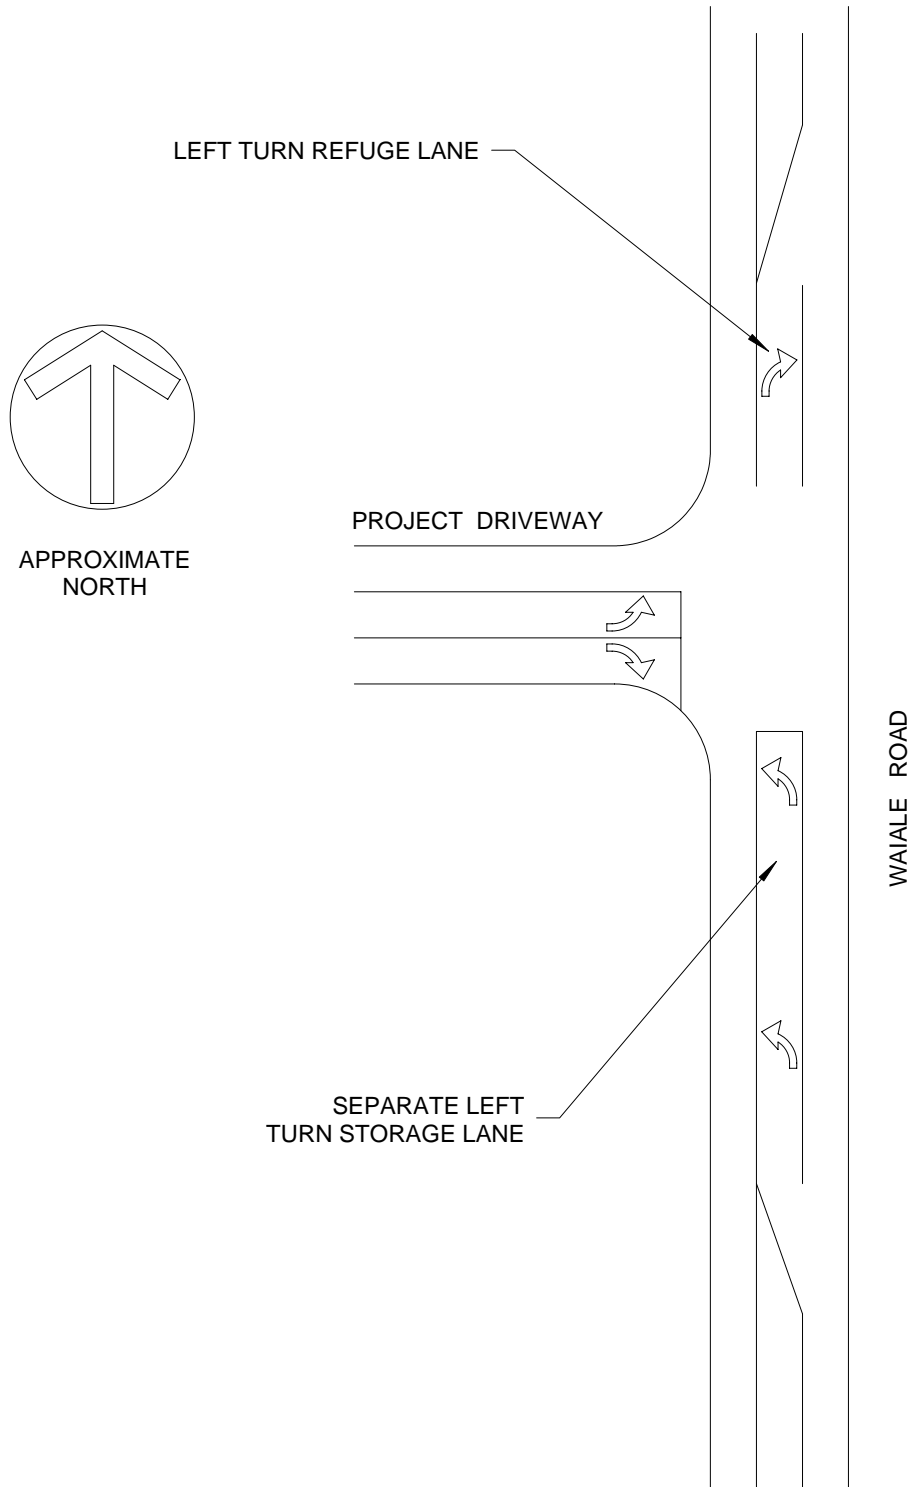 LEFT TURN REFUGE LANE
APPROXIMATE
NORTH
PROJECT DRIVEWAY
WAIALE ROAD
SEPARATE LEFT
TURN STORAGE LANE